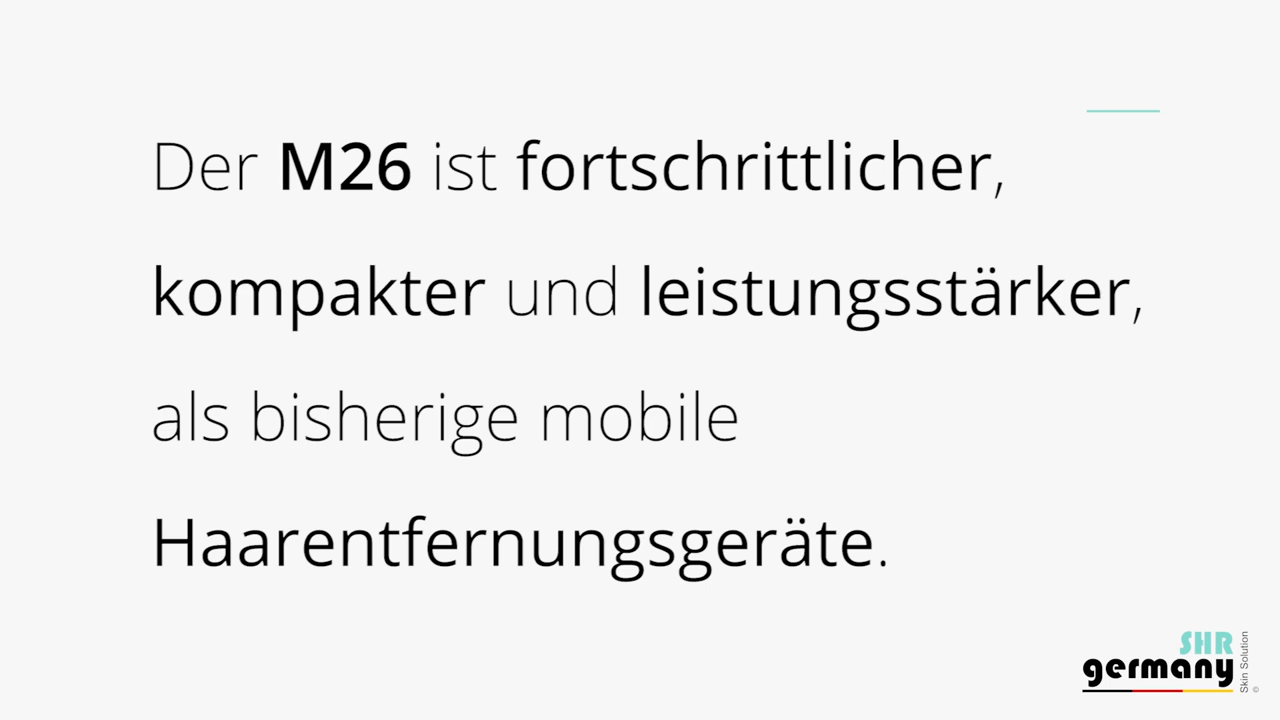 Der M26 ist fortschrittlicher,
kompakter und leistungsstärker,
als bisherige mobile
Haarentfernungsgeräte.
SHR
germany
Skin Solution
©